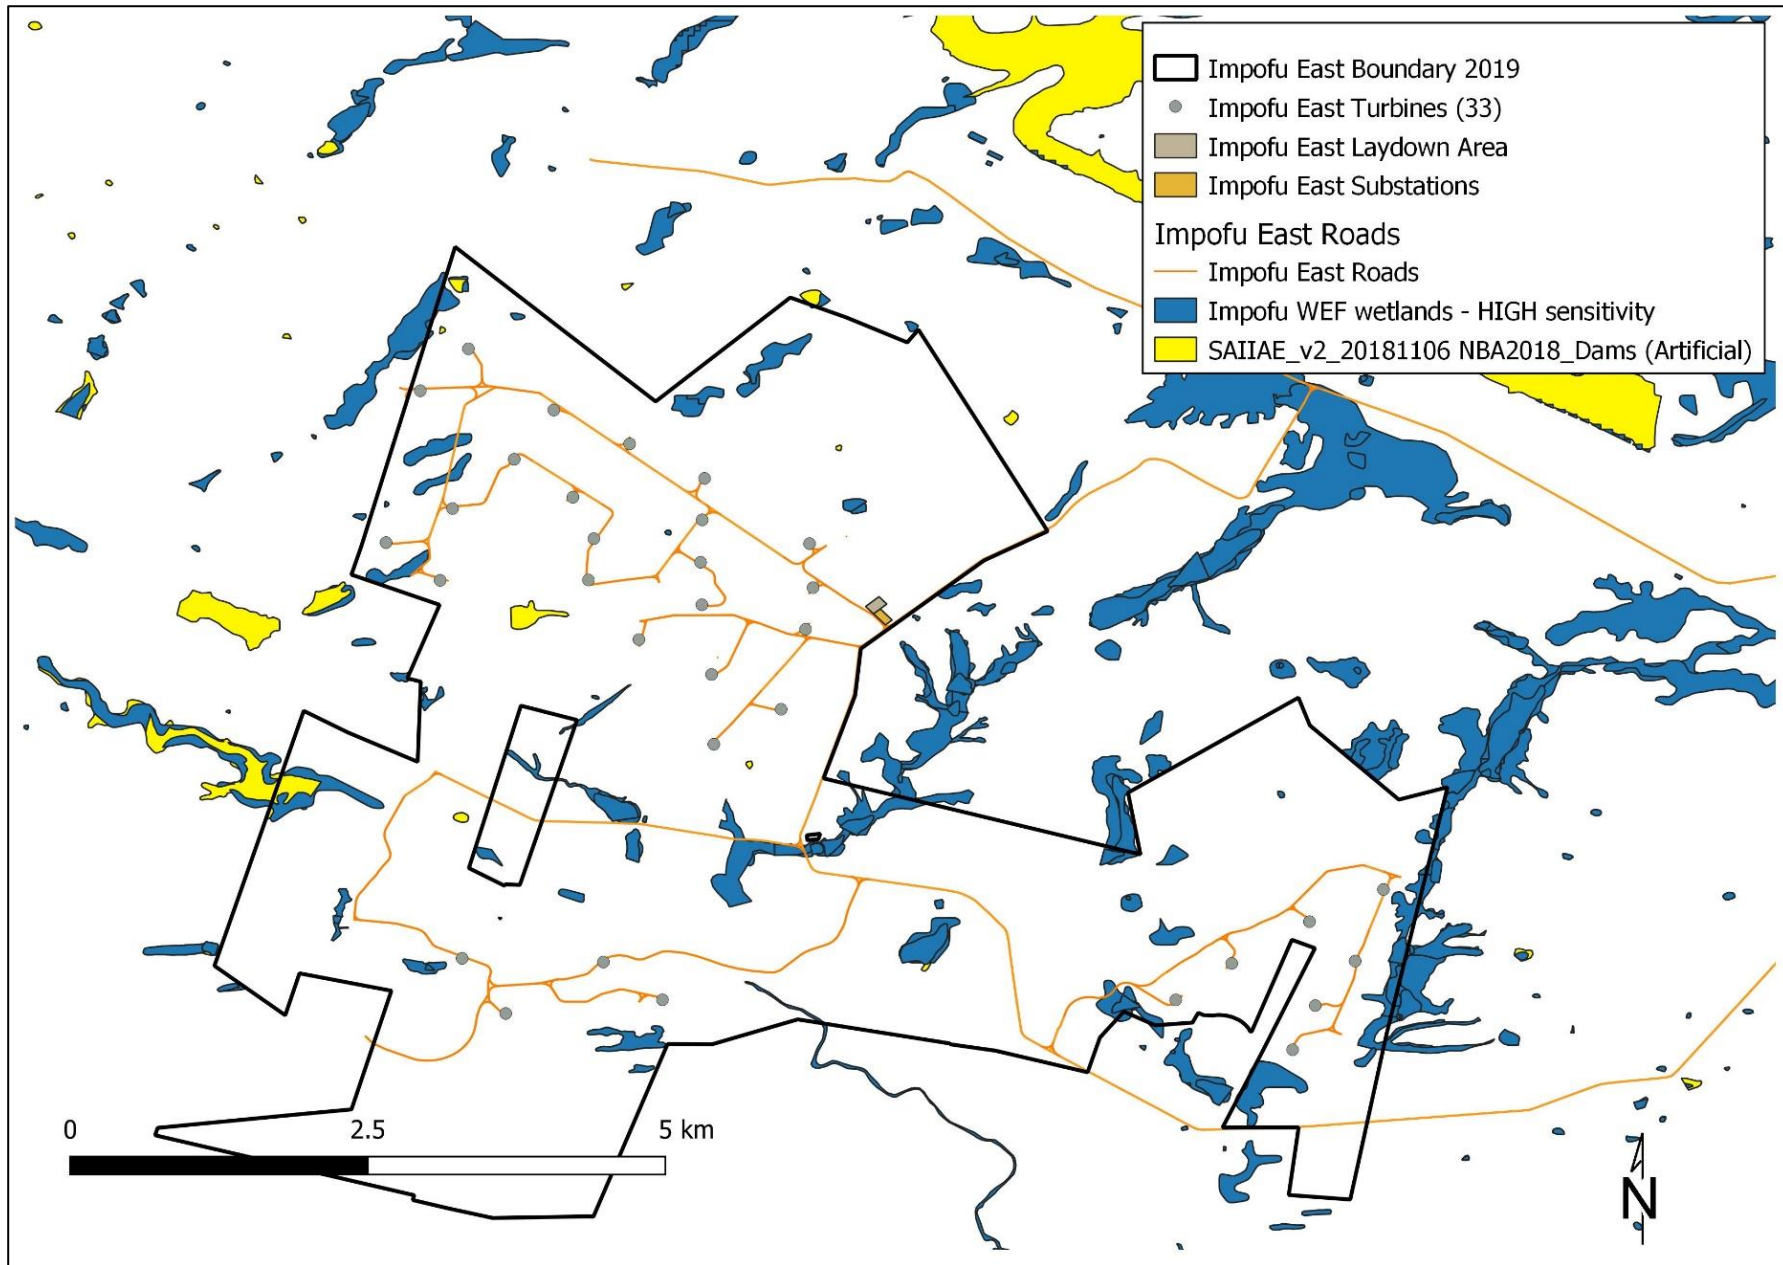 Impofu East Boundary 2019
Impofu East Turbines (33)
Impofu East Laydown Area
Impofu East Substations
Impofu East Roads
Impofu East Roads
Impofu WEF wetlands - HIGH sensitivity
SAIIAE_v2_20181106 NBA2018_Dams (Artificial)
0 2.5 5 km
N